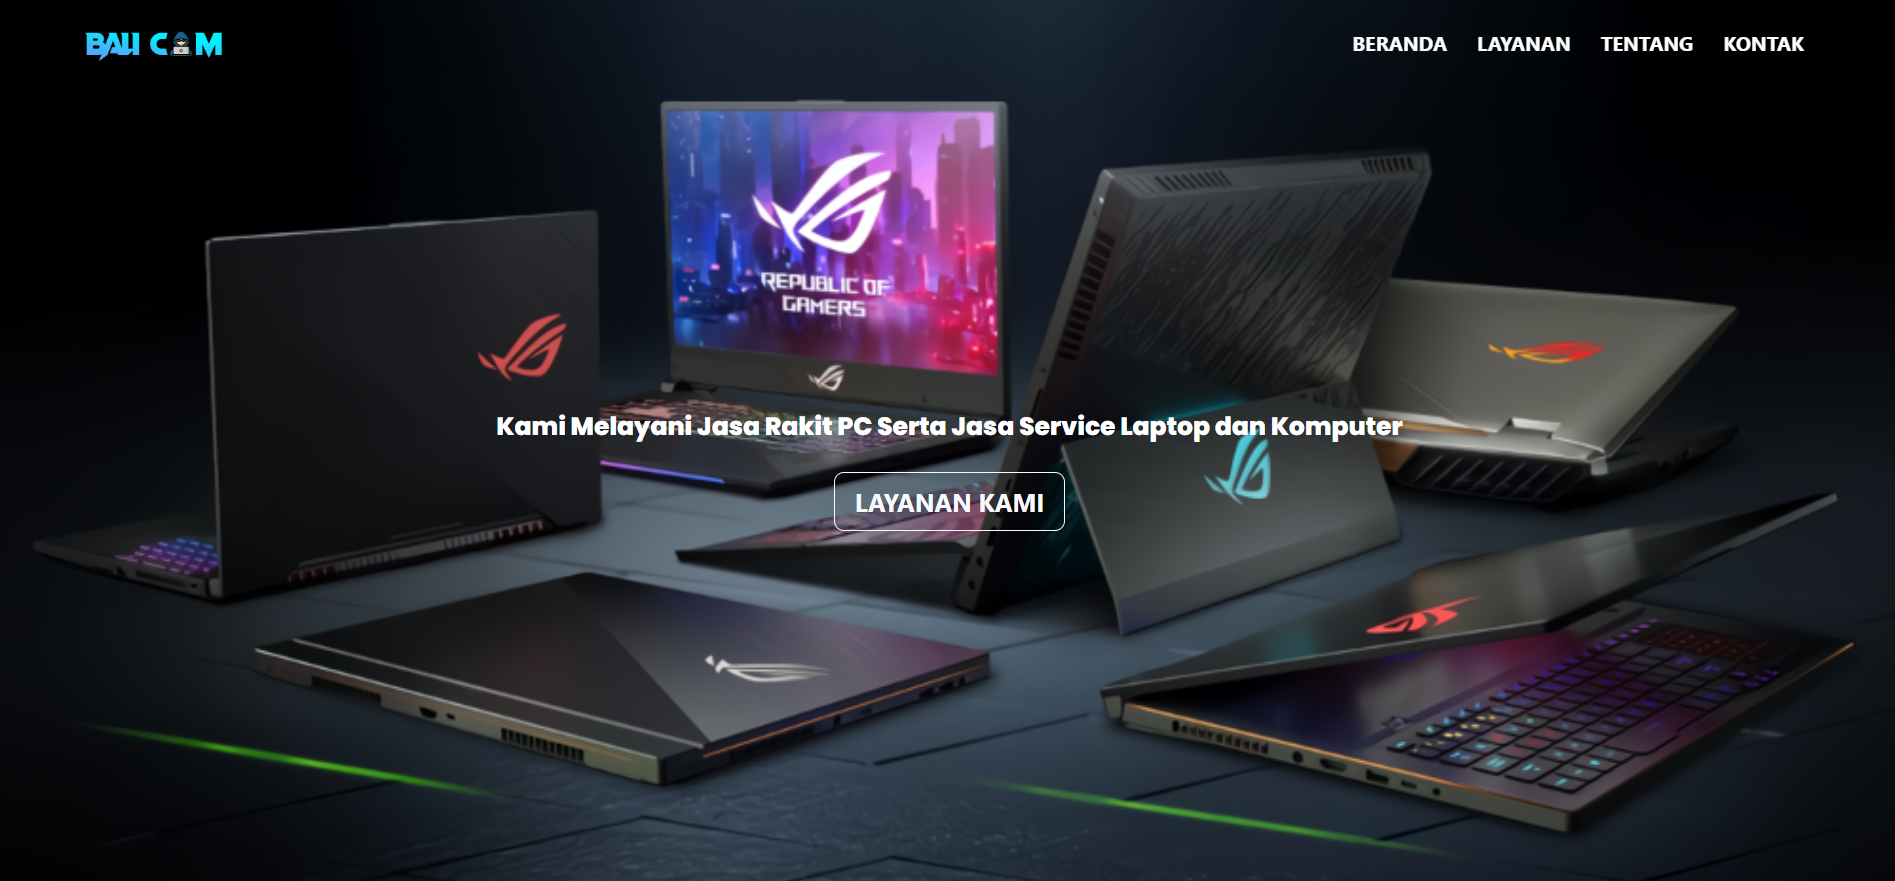 BALI COM
BERANDA LAYANAN TENTANG KONTAK
REPUBLIC OF
GAMERS
Kami Melayani Jasa Rakit PC Serta Jasa Service Laptop dan Komputer
LAYANAN KAMI